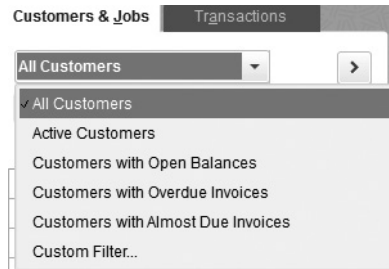 Customers & Jobs Transactions
All Customers
All Customers
Active Customers
Customers with Open Balances
Customers with Overdue Invoices
Customers with Almost Due Invoices
Custom Filter...